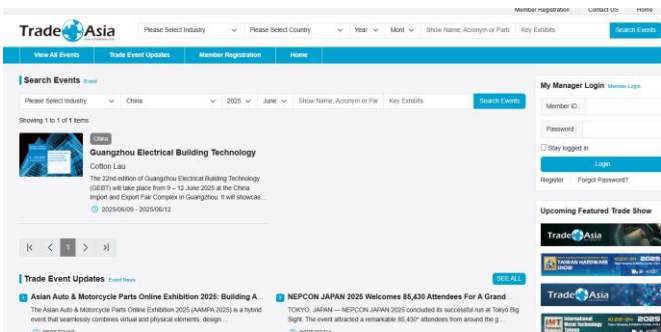 Member Registration Contact US Home
Trade Asia
Please Select Industry Please Select Country Year Mont Show Name, Acronym or Parti Key Exhibits Search Events
View All Events Trade Event Updates Member Registration Home
Search Events Event
Please Select Industry China 2025 June Show Name, Acronym or Par Key Exhibits Search Events
Showing 1 to 1 of 1 items
China
Guangzhou Electrical Building Technology
Cotton Lau
The 22nd edition of Guangzhou Electrical Building Technology
(GEBT) will take place from 9 – 12 June 2025 at the China
Import and Export Fair Complex in Guangzhou. It will showcas...
2025/06/09 - 2025/06/12
1
Trade Event Updates Event News SEE ALL
Asian Auto & Motorcycle Parts Online Exhibition 2025: Building A...
The Asian Auto & Motorcycle Parts Online Exhibition 2025 (AAMPA 2025) is a hybrid
event that seamlessly combines virtual and physical elements, design ...
NEPCON JAPAN 2025 Welcomes 85,430 Attendees For A Grand...
TOKYO, JAPAN — NEPCON JAPAN 2025 concluded its successful run at Tokyo Big
Sight. The event attracted a remarkable 85,430* attendees from around the g...
My Manager Login Member Login
Member ID
Password
Stay logged in
Login
Register Forgot Password?
Upcoming Featured Trade Show
Trade Asia
TAIWAN HARDWARE
SHOW
2025
Trade Asia
iMT
International
Metal Technology
Taiwan
2025